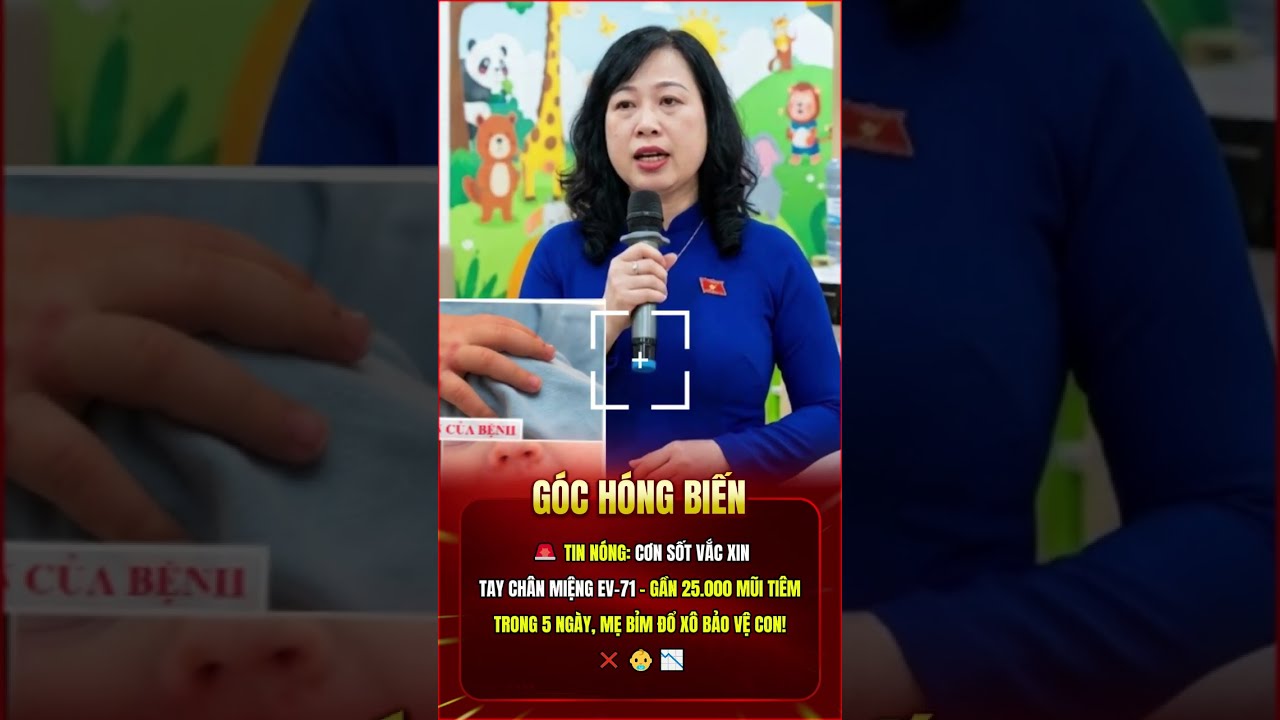 CỦA BỆNH
GÓC HÓNG BIẾN
🚨 TIN NÓNG: CƠN SỐT VẮC XIN
TAY CHÂN MIỆNG EV-71 - GẦN 25.000 MŨI TIÊM
TRONG 5 NGÀY, MẸ BỈM ĐỔ XÔ BẢO VỆ CON!
❌ 👶 📉
CỦA BỆNH